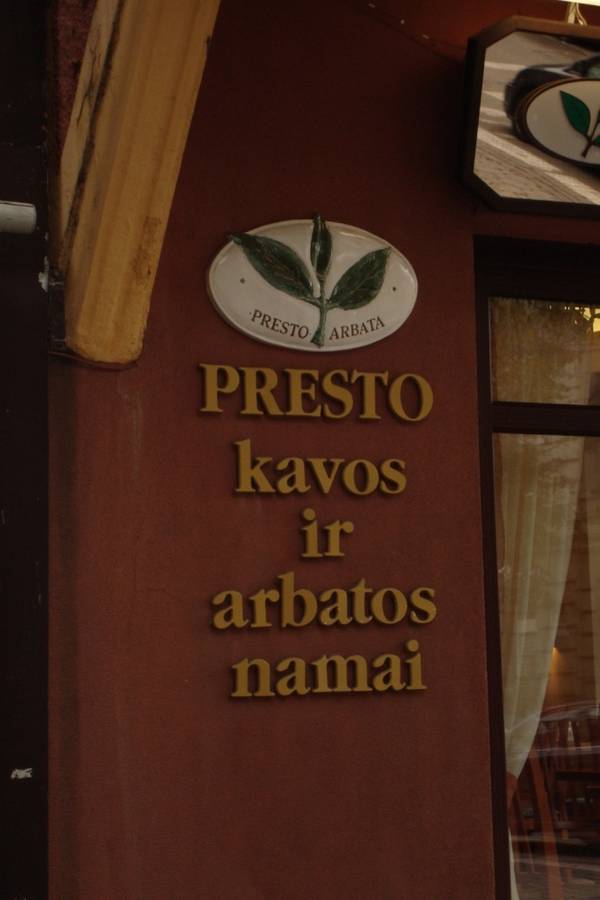 PRESTO ARBATA
PRESTO
kavos
ir
arbatos
namai